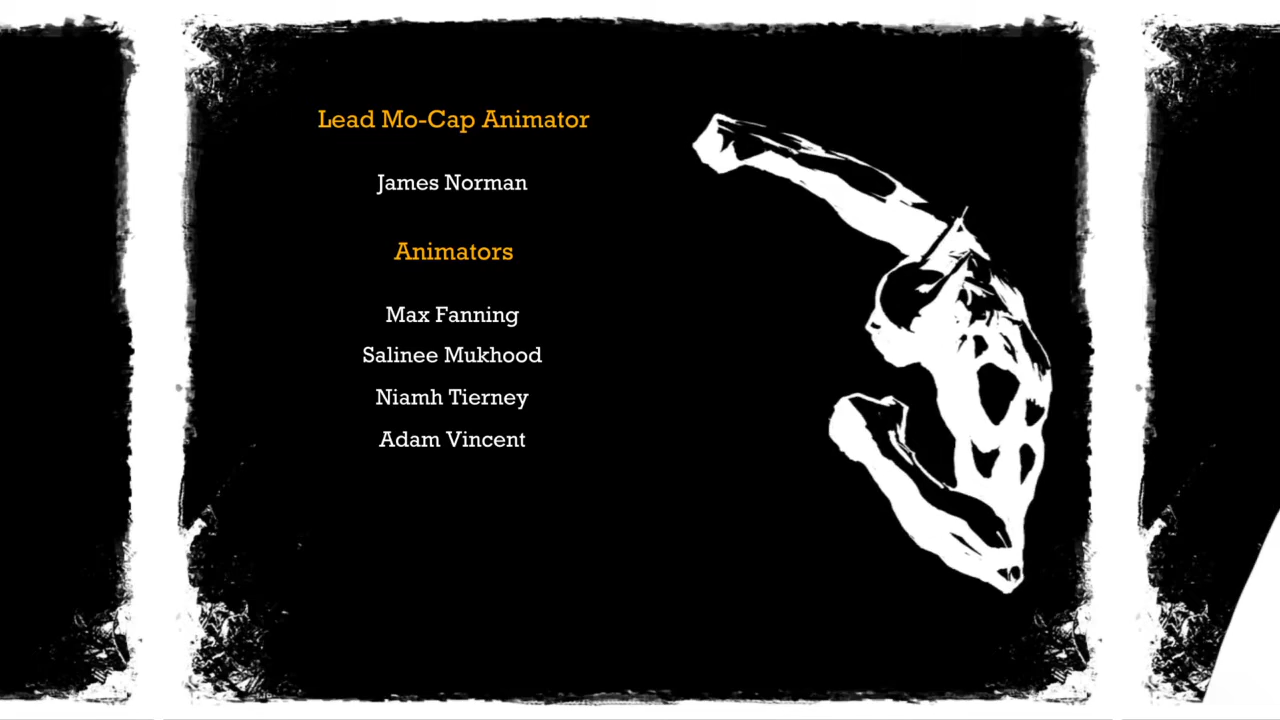 Lead Mo-Cap Animator
James Norman
Animators
Max Fanning
Salinee Mukhood
Niamh Tierney
Adam Vincent